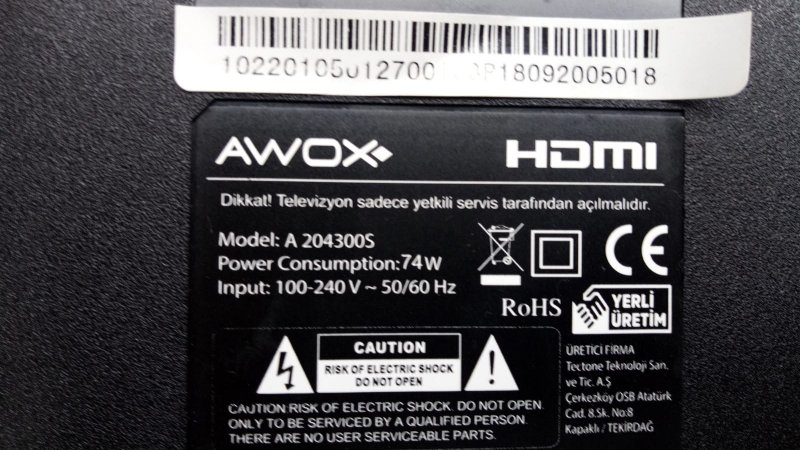 10220105012700 P18092005018
AWOX
HDMI
Dikkat! Televizyon sadece yetkili servis tarafından açılmalıdır.
Model: A 204300S
Power Consumption:74W
Input: 100-240 V ~ 50/60 Hz
CE
RoHS
YERLİ
ÜRETİM
CAUTION
RISK OF ELECTRIC SHOCK
DO NOT OPEN
CAUTION RISK OF ELECTRIC SHOCK. DO NOT OPEN.
ONLY TO BE SERVICED BY A QUALIFIED PERSON.
THERE ARE NO USER SERVICEABLE PARTS.
ÜRETİCİ FİRMA
Tectone Teknoloji San.
ve Tic. A.Ş
Çerkezköy OSB Atatürk
Cad. 8.Sk. No:8
Kapaklı / TEKİRDAĞ